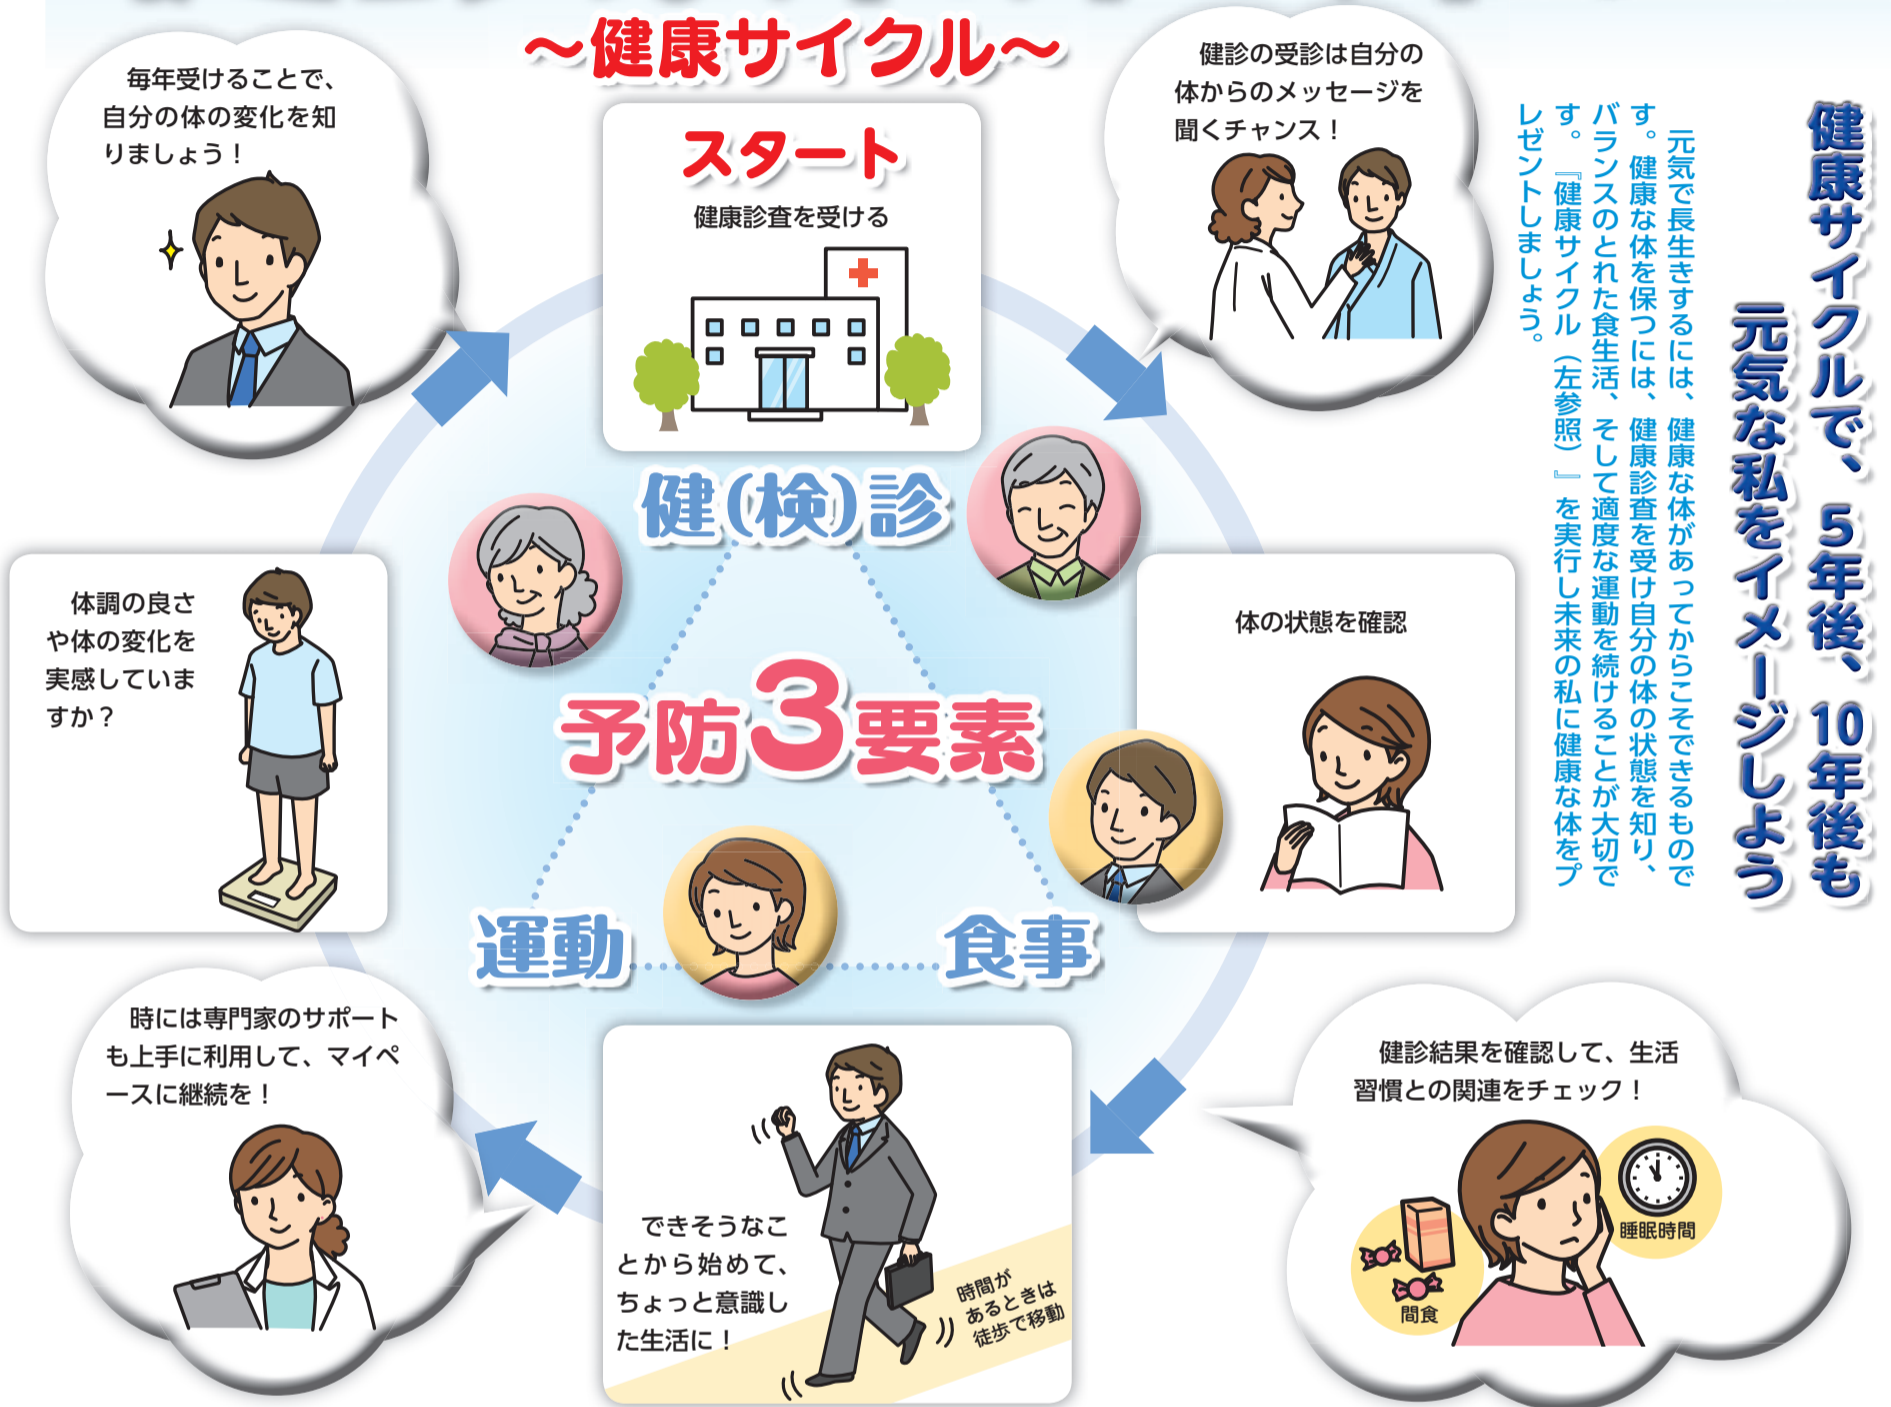 ～健康サイクル～
健康サイクルで、5年後、10年後も
元気な私をイメージしよう
元気で長生きするには、健康な体があってからこそできるもので
す。健康な体を保つには、健康診査を受け自分の体の状態を知り、
バランスのとれた食生活、そして適度な運動を続けることが大切で
す。『健康サイクル（左参照）』を実行し未来の私に健康な体をプ
レゼントしましょう。
スタート
健康診査を受ける
健診の受診は自分の
体からのメッセージを
聞くチャンス！
体の状態を確認
健診結果を確認して、生活
習慣との関連をチェック！
睡眠時間
間食
できそうなこ
とから始めて、
ちょっと意識し
た生活に！
時間が
あるときは
徒歩で移動
時には専門家のサポート
も上手に利用して、マイペ
ースに継続を！
体調の良さ
や体の変化を
実感していま
すか？
毎年受けることで、
自分の体の変化を知
りましょう！
健(検)診
予防3要素
運動
食事